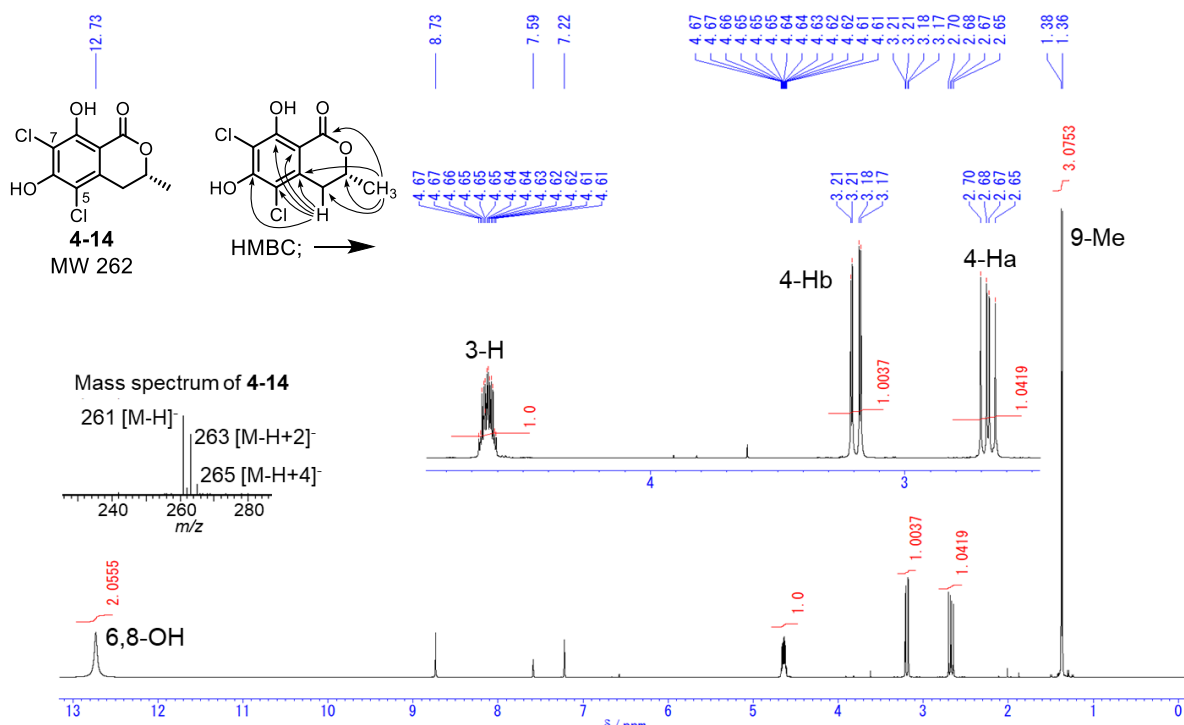 12.73
8.73
7.59
7.22
4.67
4.67
4.66
4.65
4.65
4.65
4.64
4.64
4.63
4.62
4.62
4.61
4.61
3.21
3.21
3.18
3.17
2.70
2.68
2.67
2.65
1.38
1.36
OH
O
Cl
7
O
HO
5
Cl
4-14
MW 262
OH
O
Cl
O
HO
CH3
Cl
H
HMBC;
4.67
4.67
4.66
4.65
4.65
4.65
4.64
4.64
4.63
4.62
4.62
4.61
4.61
3.21
3.21
3.18
3.17
2.70
2.68
2.67
2.65
3.0753
9-Me
4-Hb
4-Ha
3-H
1.0
1.0037
1.0419
4
3
Mass spectrum of 4-14
261 [M-H]-
263 [M-H+2]-
265 [M-H+4]-
240
260
280
m/z
2.0555
6,8-OH
1.0
1.0037
1.0419
13
12
11
10
9
8
7
6
5
4
3
2
1
0
δ / ppm